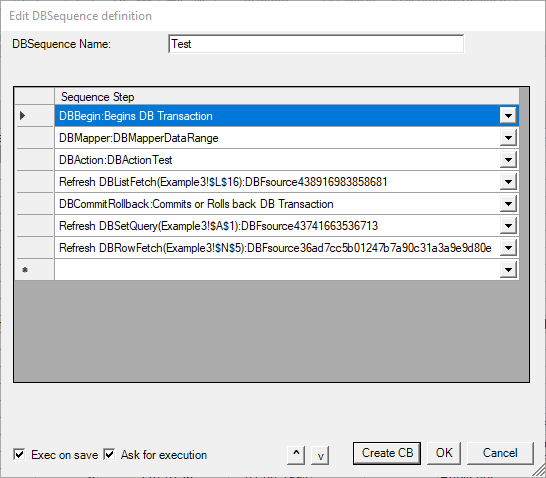 Edit DBSequence definition
DBSequence Name: Test
Sequence Step
DBBegin:Begins DB Transaction
DBMapper:DBMapperDataRange
DBAction:DBActionTest
Refresh DBListFetch(Example3!$L$16):DBFsource438916983858681
DBCommitRollback:Commits or Rolls back DB Transaction
Refresh DBSetQuery(Example3!$A$1):DBFsource43741663536713
Refresh DBRowFetch(Example3!$N$5):DBFsource36ad7cc5b01247b7a90c31a3a9e9d80e
*
Exec on save Ask for execution ^ v Create CB OK Cancel